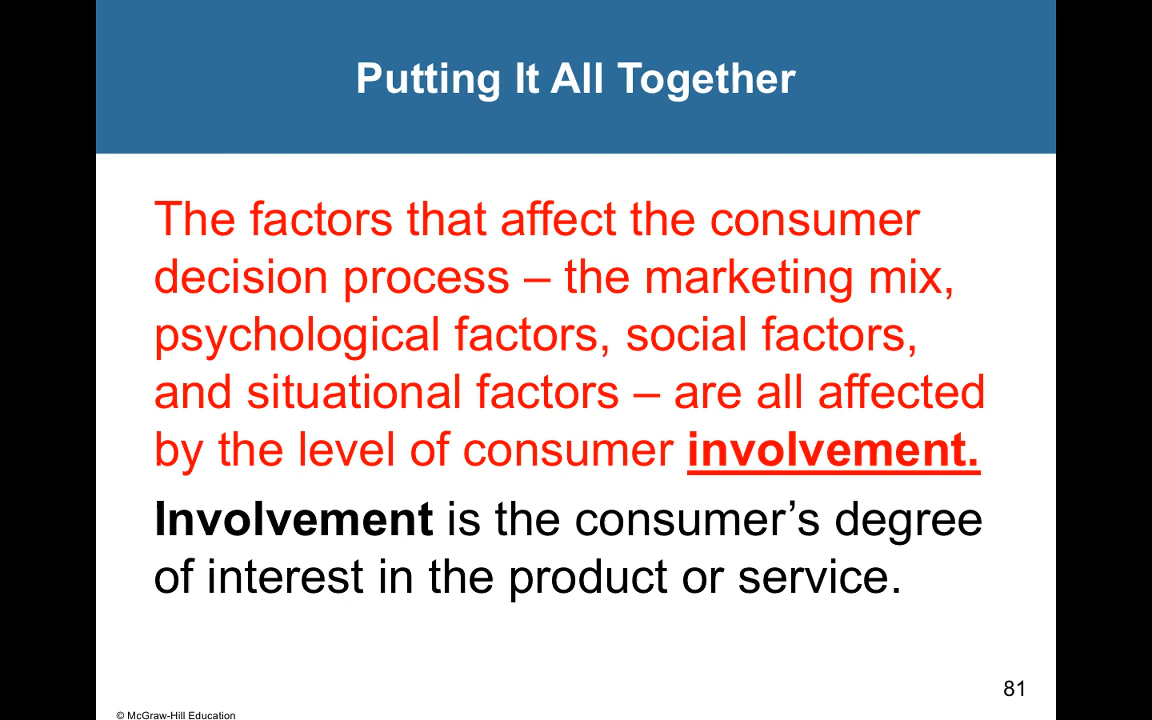 Putting It All Together
The factors that affect the consumer
decision process – the marketing mix,
psychological factors, social factors,
and situational factors – are all affected
by the level of consumer involvement.
Involvement is the consumer’s degree
of interest in the product or service.
81
© McGraw-Hill Education